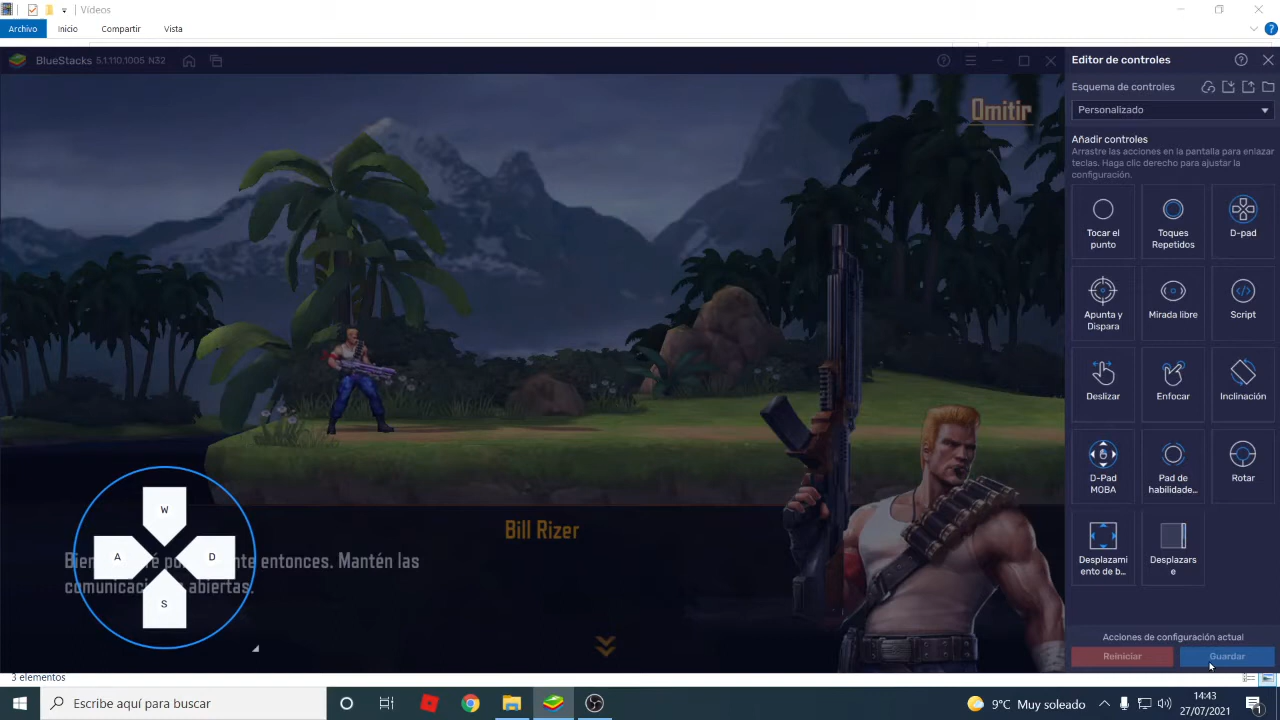 Vídeos
Archivo
Inicio
Compartir
Vista
BlueStacks 5.1.110.1005 N32
Editor de controles
Esquema de controles
Personalizado
Añadir controles
Arrastre las acciones en la pantalla para enlazar
teclas. Haga clic derecho para ajustar la
configuración.
Tocar el
punto
Toques
Repetidos
D-pad
Apunta y
Dispara
Mirada libre
Script
Deslizar
Enfocar
Inclinación
D-Pad
MOBA
Pad de
habilidade...
Rotar
Desplazami
ento de b...
Desplazars
e
Acciones de configuración actual
Reiniciar
Guardar
Omitir
Bill Rizer
entonces. Mantén las
abiertas.
W
A
D
S
3 elementos
Escribe aquí para buscar
9°C Muy soleado
14:43
27/07/2021
1